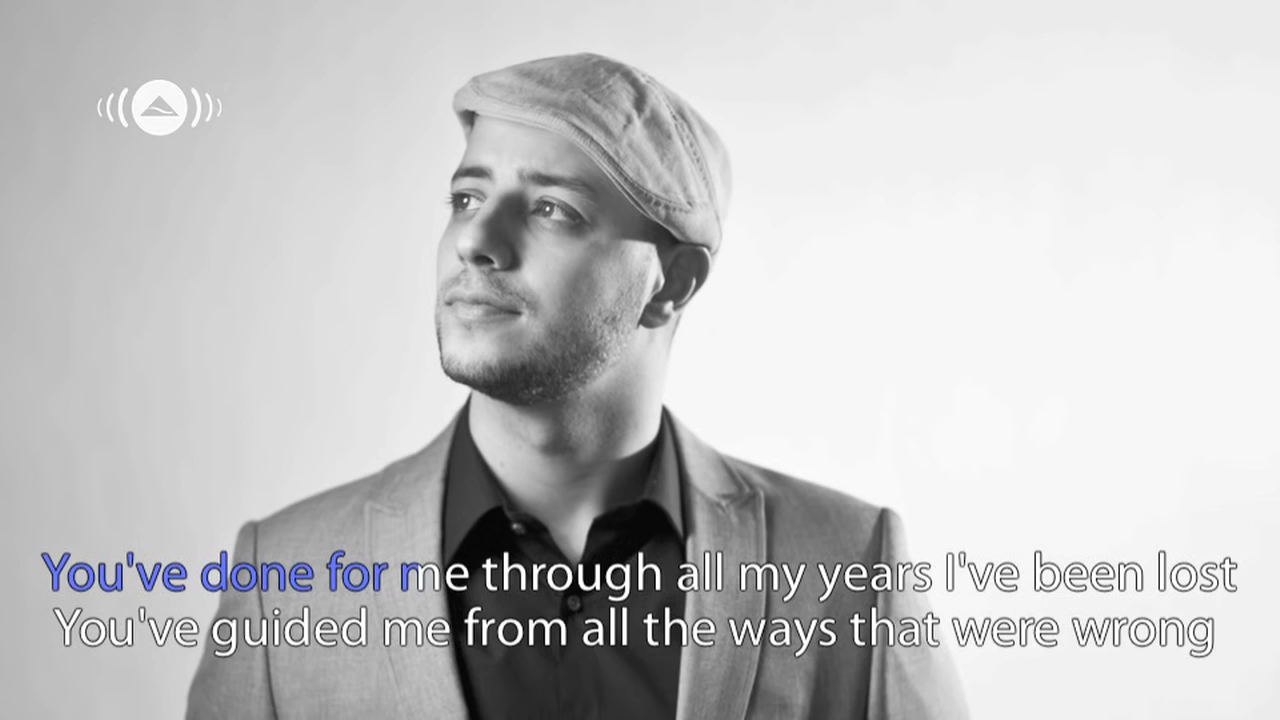 You've done for me through all my years I've been lost
You've guided me from all the ways that were wrong